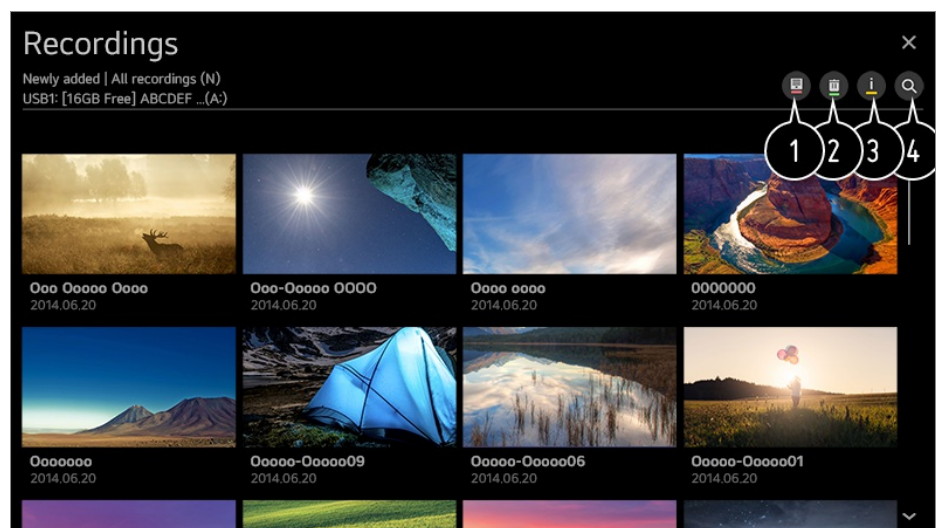 Recordings
Newly added | All recordings (N)
USB1: [16GB Free] ABCDEF ...(A:)
1 2 3 4
Ooo Ooooo Oooo
2014.06.20
Ooo-Ooooo OOOO
2014.06.20
Oooo oooo
2014.06.20
0000000
2014.06.20
Ooooooo
2014.06.20
Ooooo-Ooooo09
2014.06.20
Ooooo-Ooooo06
2014.06.20
Ooooo-Ooooo01
2014.06.20